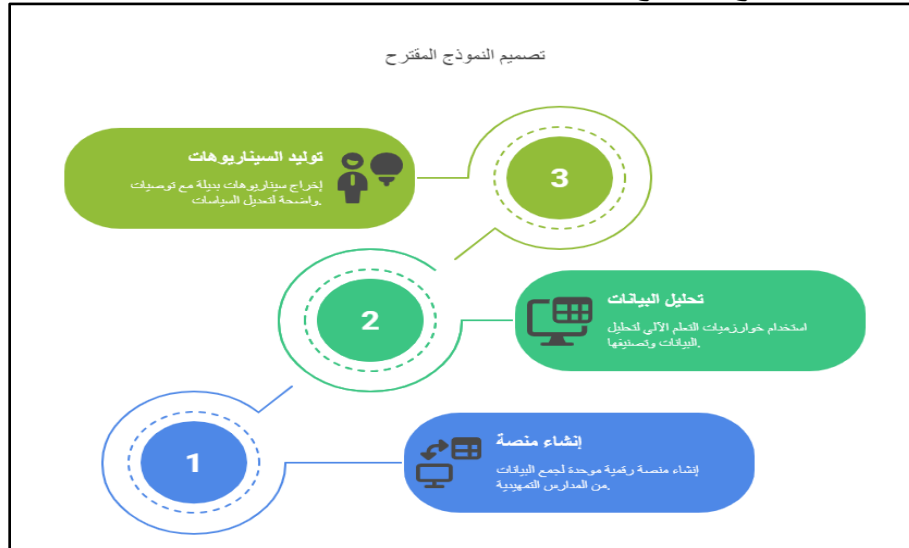 تصميم النموذج المقترح
3
توليد السيناريوهات
إخراج سيناريوهات بديلة مع توصيات
واضحة لتعديل السياسات.
2
تحليل البيانات
استخدام خوارزميات التعلم الآلي لتحليل
البيانات وتصنيفها.
1
إنشاء منصة
إنشاء منصة رقمية موحدة لجمع البيانات
من المدارس التمهيدية.